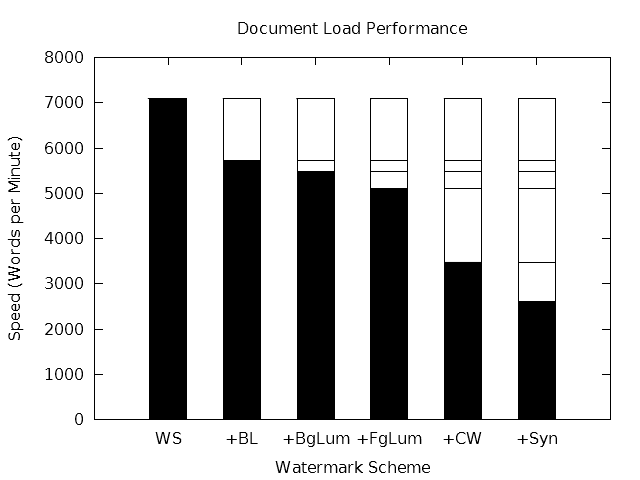 Document Load Performance
8000
7000
6000
5000
4000
3000
2000
1000
0
Speed (Words per Minute)
WS +BL +BgLum +FgLum +CW +Syn
Watermark Scheme